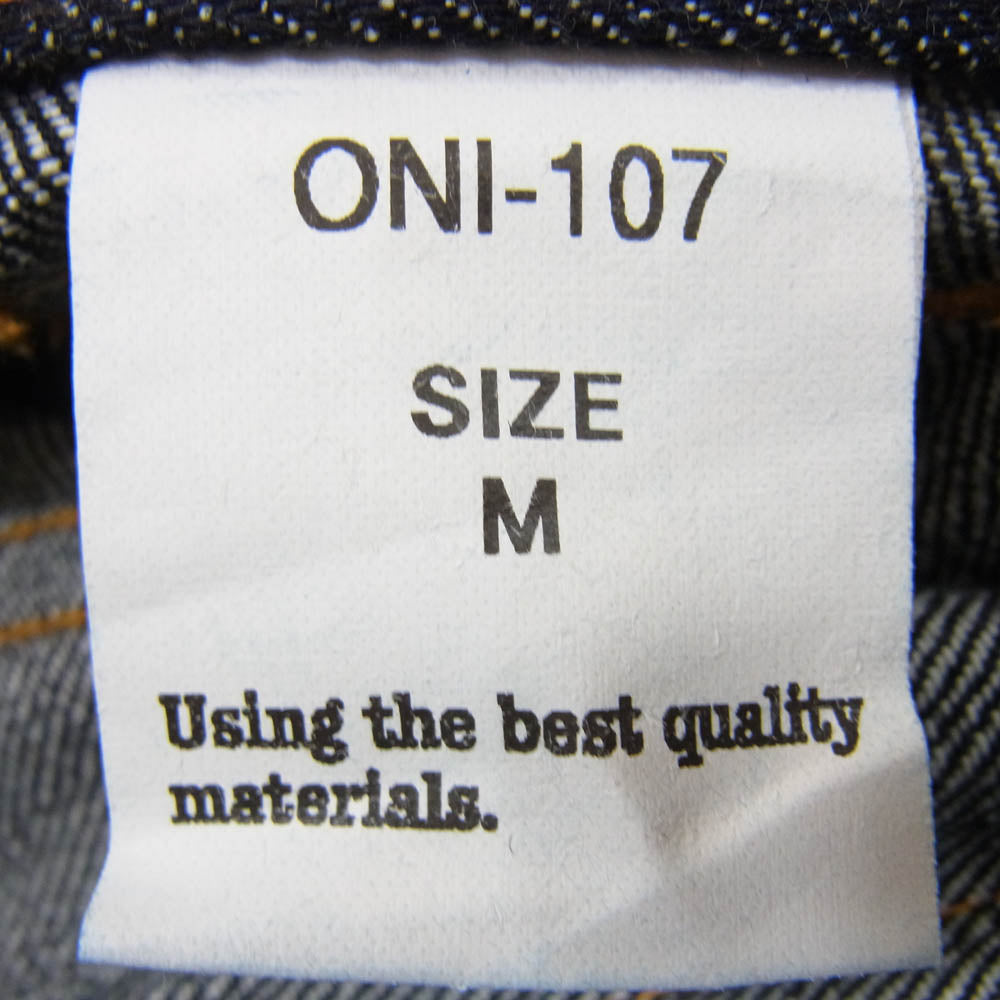 ONI-107
SIZE
M
Using the best quality
materials.